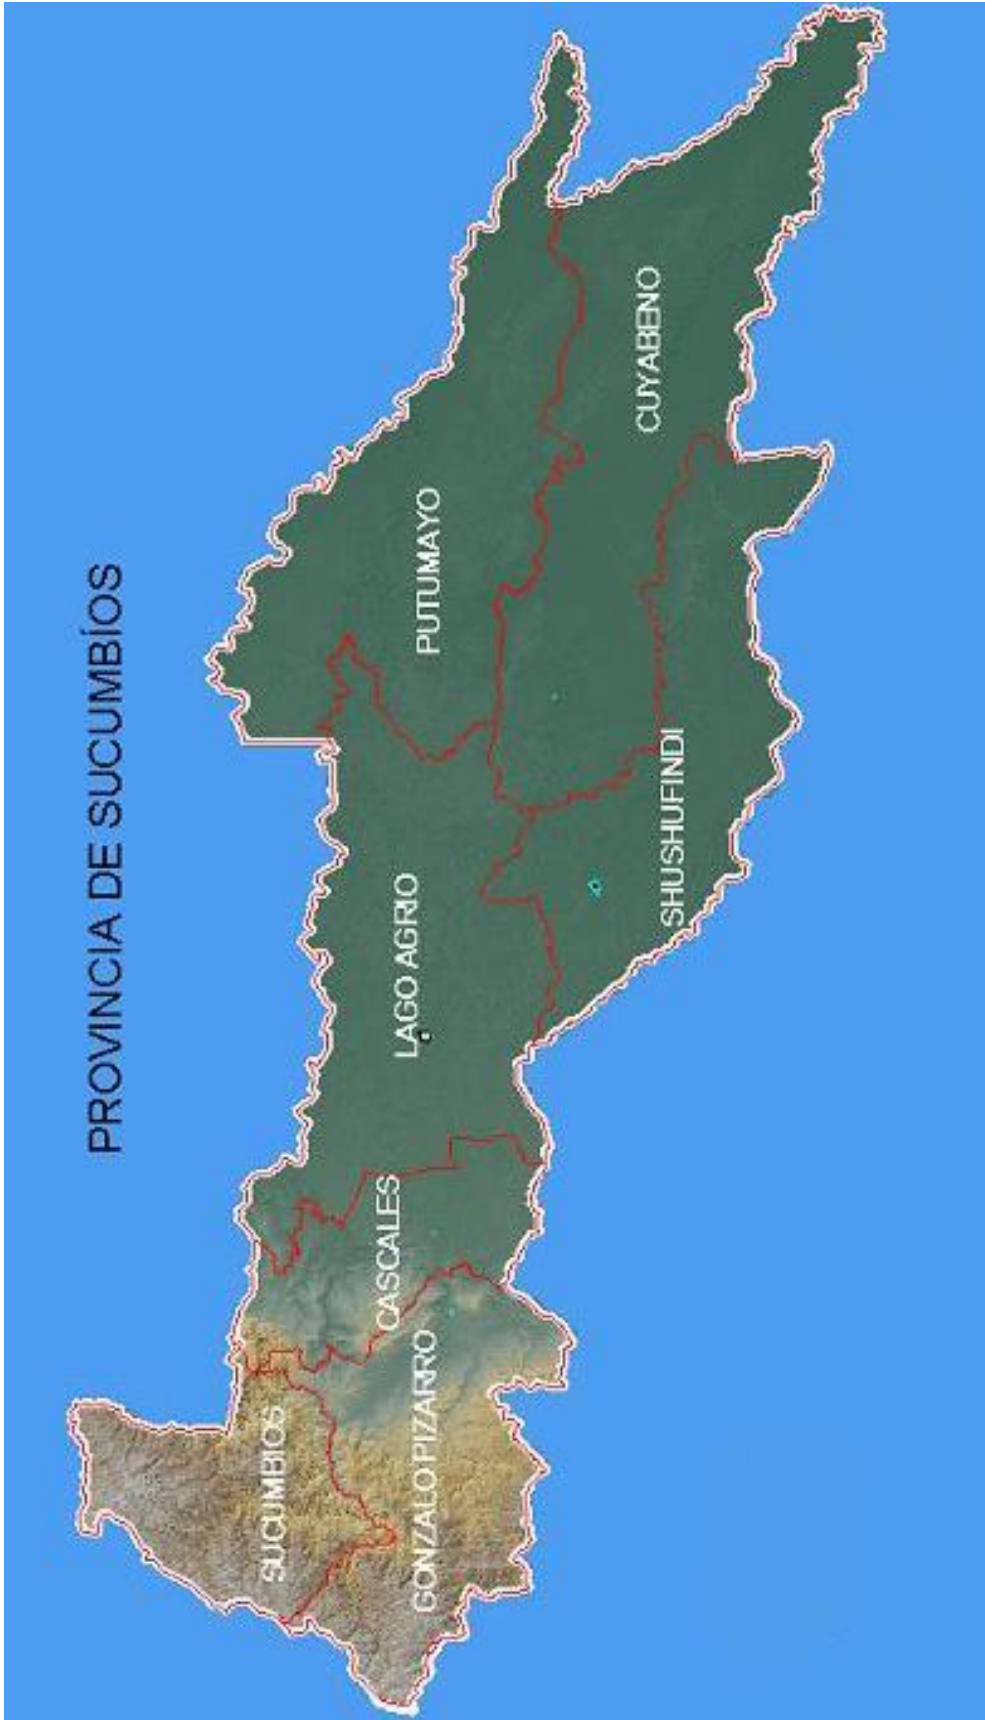 PROVINCIA DE SUCUMBÍOS
SUCUMBIOS
GONZALO PIZARRO
CASCALES
LAGO AGRIO
PUTUMAYO
SHUSHUFINDI
CUYABENO